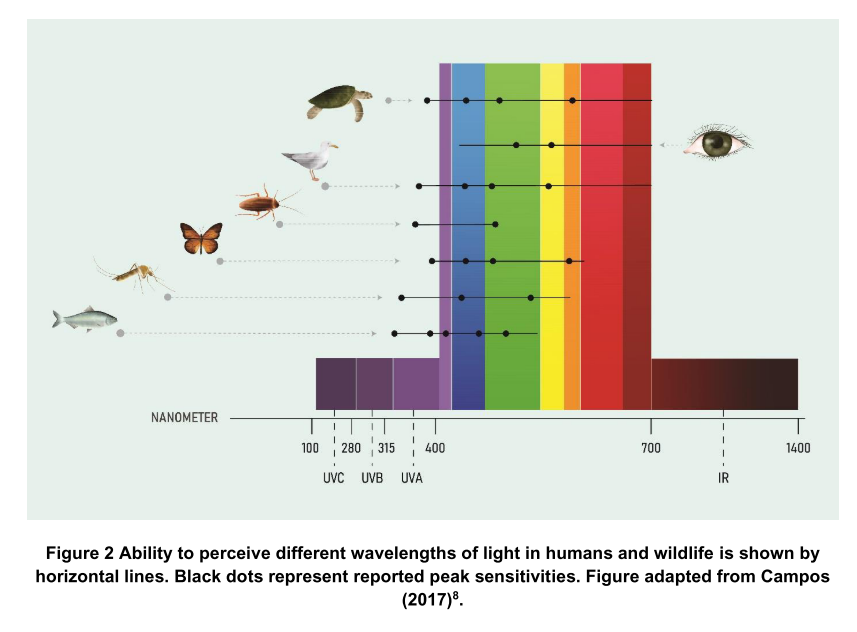 NANOMETER
100 280 315 400 700 1400
UVC UVB UVA IR
Figure 2 Ability to perceive different wavelengths of light in humans and wildlife is shown by
horizontal lines. Black dots represent reported peak sensitivities. Figure adapted from Campos
(2017)⁸.